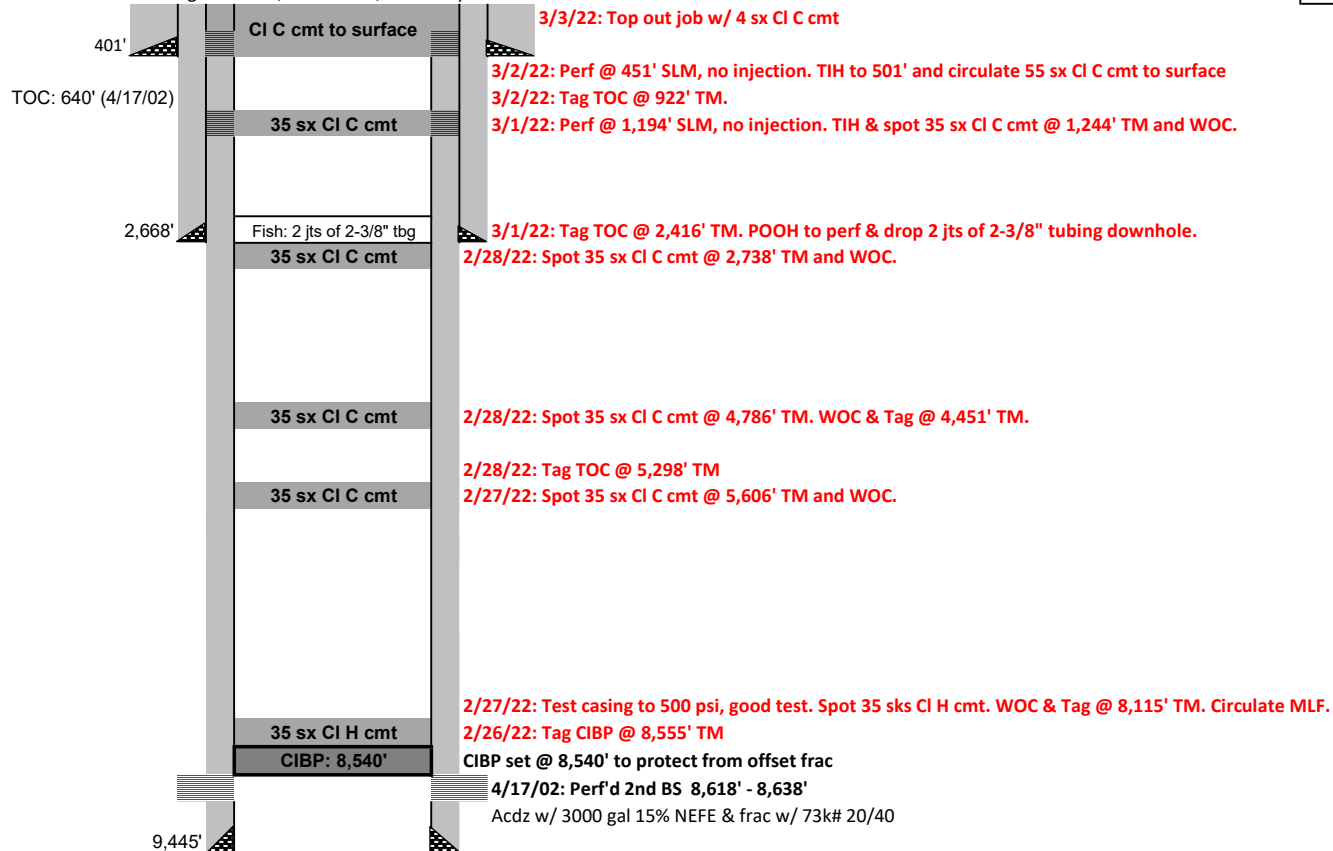 3/3/22: Top out job w/ 4 sx Cl C cmt
Cl C cmt to surface
401'
3/2/22: Perf @ 451' SLM, no injection. TIH to 501' and circulate 55 sx Cl C cmt to surface
TOC: 640' (4/17/02)
3/2/22: Tag TOC @ 922' TM.
35 sx Cl C cmt
3/1/22: Perf @ 1,194' SLM, no injection. TIH & spot 35 sx Cl C cmt @ 1,244' TM and WOC.
2,668'
Fish: 2 jts of 2-3/8" tbg
3/1/22: Tag TOC @ 2,416' TM. POOH to perf & drop 2 jts of 2-3/8" tubing downhole.
35 sx Cl C cmt
2/28/22: Spot 35 sx Cl C cmt @ 2,738' TM and WOC.
35 sx Cl C cmt
2/28/22: Spot 35 sx Cl C cmt @ 4,786' TM. WOC & Tag @ 4,451' TM.
2/28/22: Tag TOC @ 5,298' TM
35 sx Cl C cmt
2/27/22: Spot 35 sx Cl C cmt @ 5,606' TM and WOC.
2/27/22: Test casing to 500 psi, good test. Spot 35 sks Cl H cmt. WOC & Tag @ 8,115' TM. Circulate MLF.
35 sx Cl H cmt
2/26/22: Tag CIBP @ 8,555' TM
CIBP: 8,540'
CIBP set @ 8,540' to protect from offset frac
4/17/02: Perf'd 2nd BS 8,618' - 8,638'
Acdz w/ 3000 gal 15% NEFE & frac w/ 73k# 20/40
9,445'